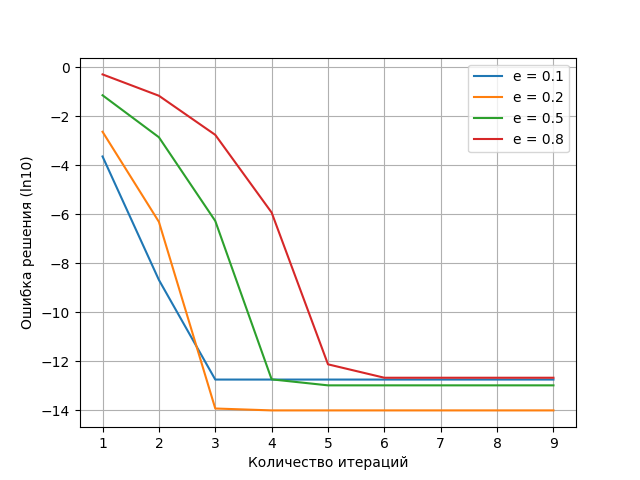 0
−2
−4
−6
−8
−10
−12
−14
Ошибка решения (ln10)
e = 0.1
e = 0.2
e = 0.5
e = 0.8
1 2 3 4 5 6 7 8 9
Количество итераций